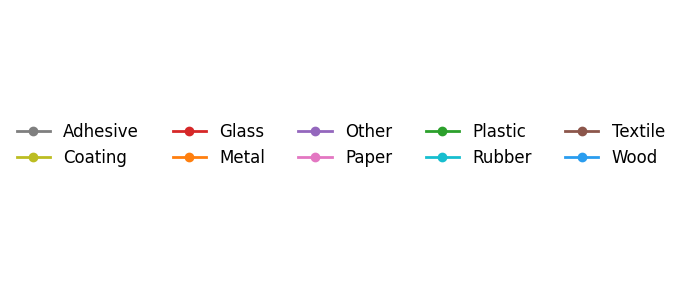 Adhesive Glass Other Plastic Textile
Coating Metal Paper Rubber Wood